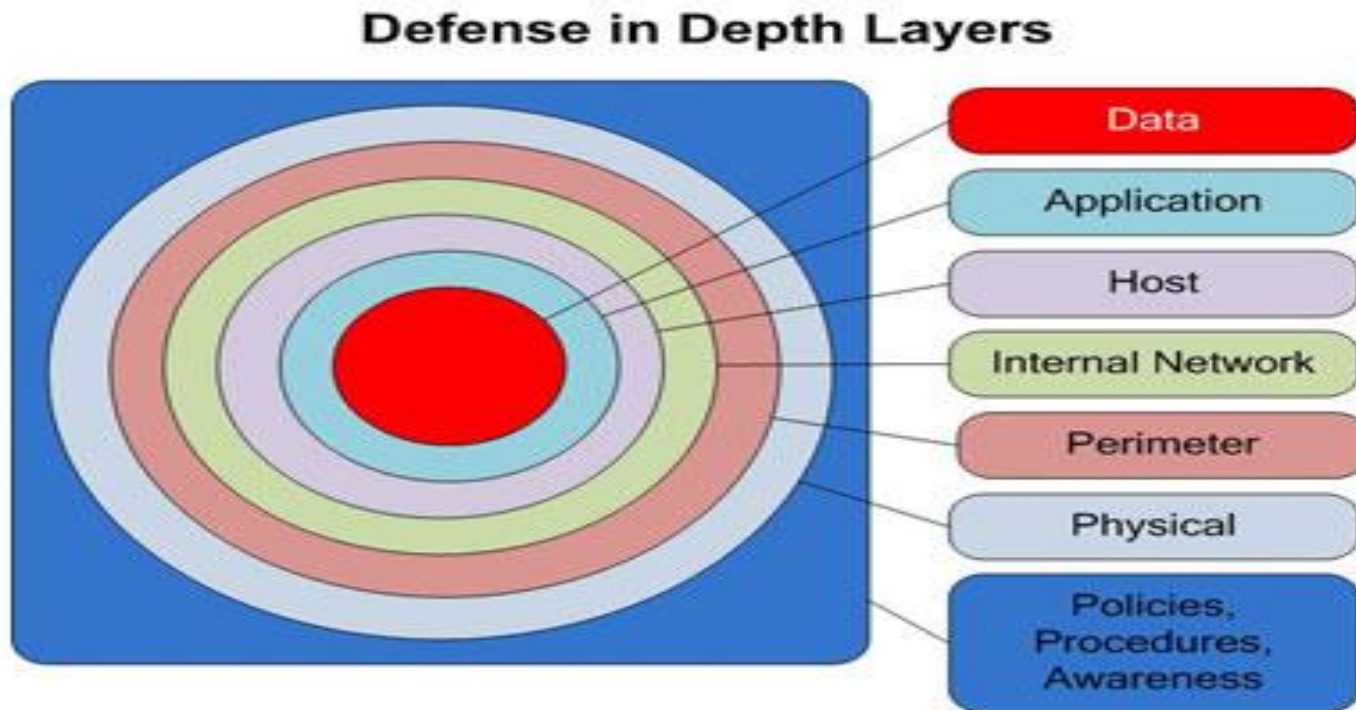 Defense in Depth Layers
Data
Application
Host
Internal Network
Perimeter
Physical
Policies,
Procedures,
Awareness